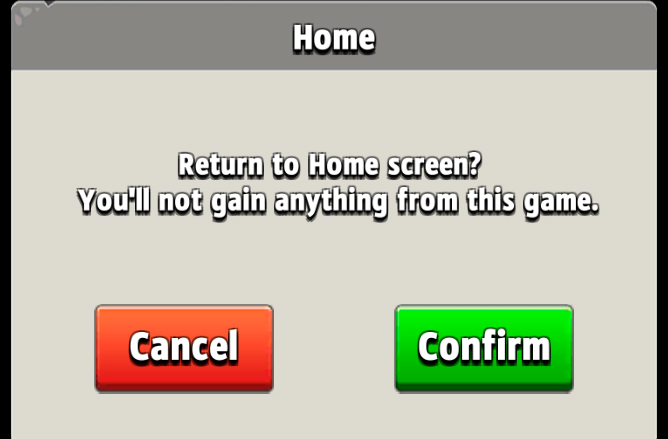 Home
Return to Home screen?
You'll not gain anything from this game.
Cancel
Confirm